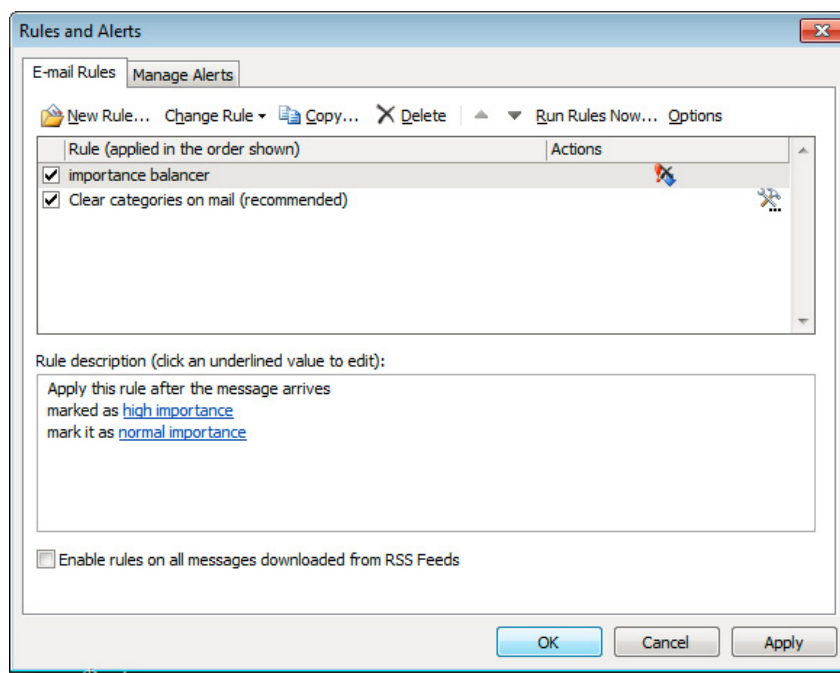 Rules and Alerts
E-mail Rules Manage Alerts
New Rule... Change Rule Copy... Delete Run Rules Now... Options
Rule (applied in the order shown) Actions
importance balancer
Clear categories on mail (recommended)
Rule description (click an underlined value to edit):
Apply this rule after the message arrives
marked as high importance
mark it as normal importance
Enable rules on all messages downloaded from RSS Feeds
OK Cancel Apply